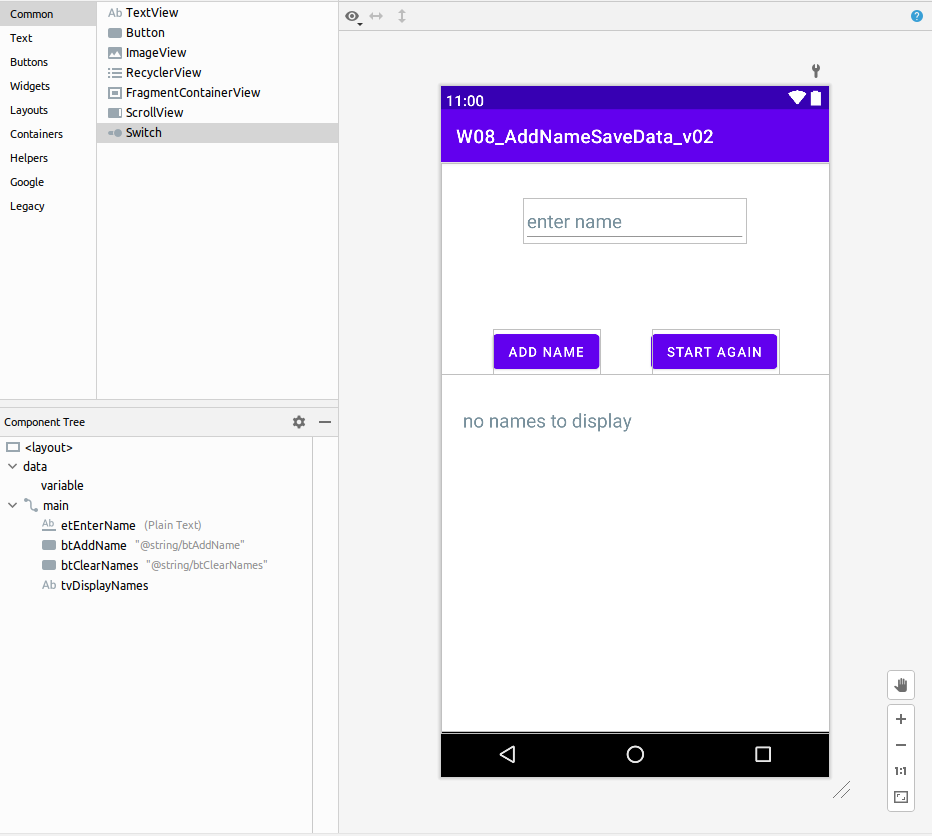 Common
Text
Buttons
Widgets
Layouts
Containers
Helpers
Google
Legacy
Ab TextView
Button
ImageView
RecyclerView
FragmentContainerView
ScrollView
Switch
?
Component Tree
<layout>
data
variable
main
Ab etEnterName (Plain Text)
btAddName "@string/btAddName"
btClearNames "@string/btClearNames"
Ab tvDisplayNames
11:00
W08_AddNameSaveData_v02
enter name
ADD NAME START AGAIN
no names to display
1:1